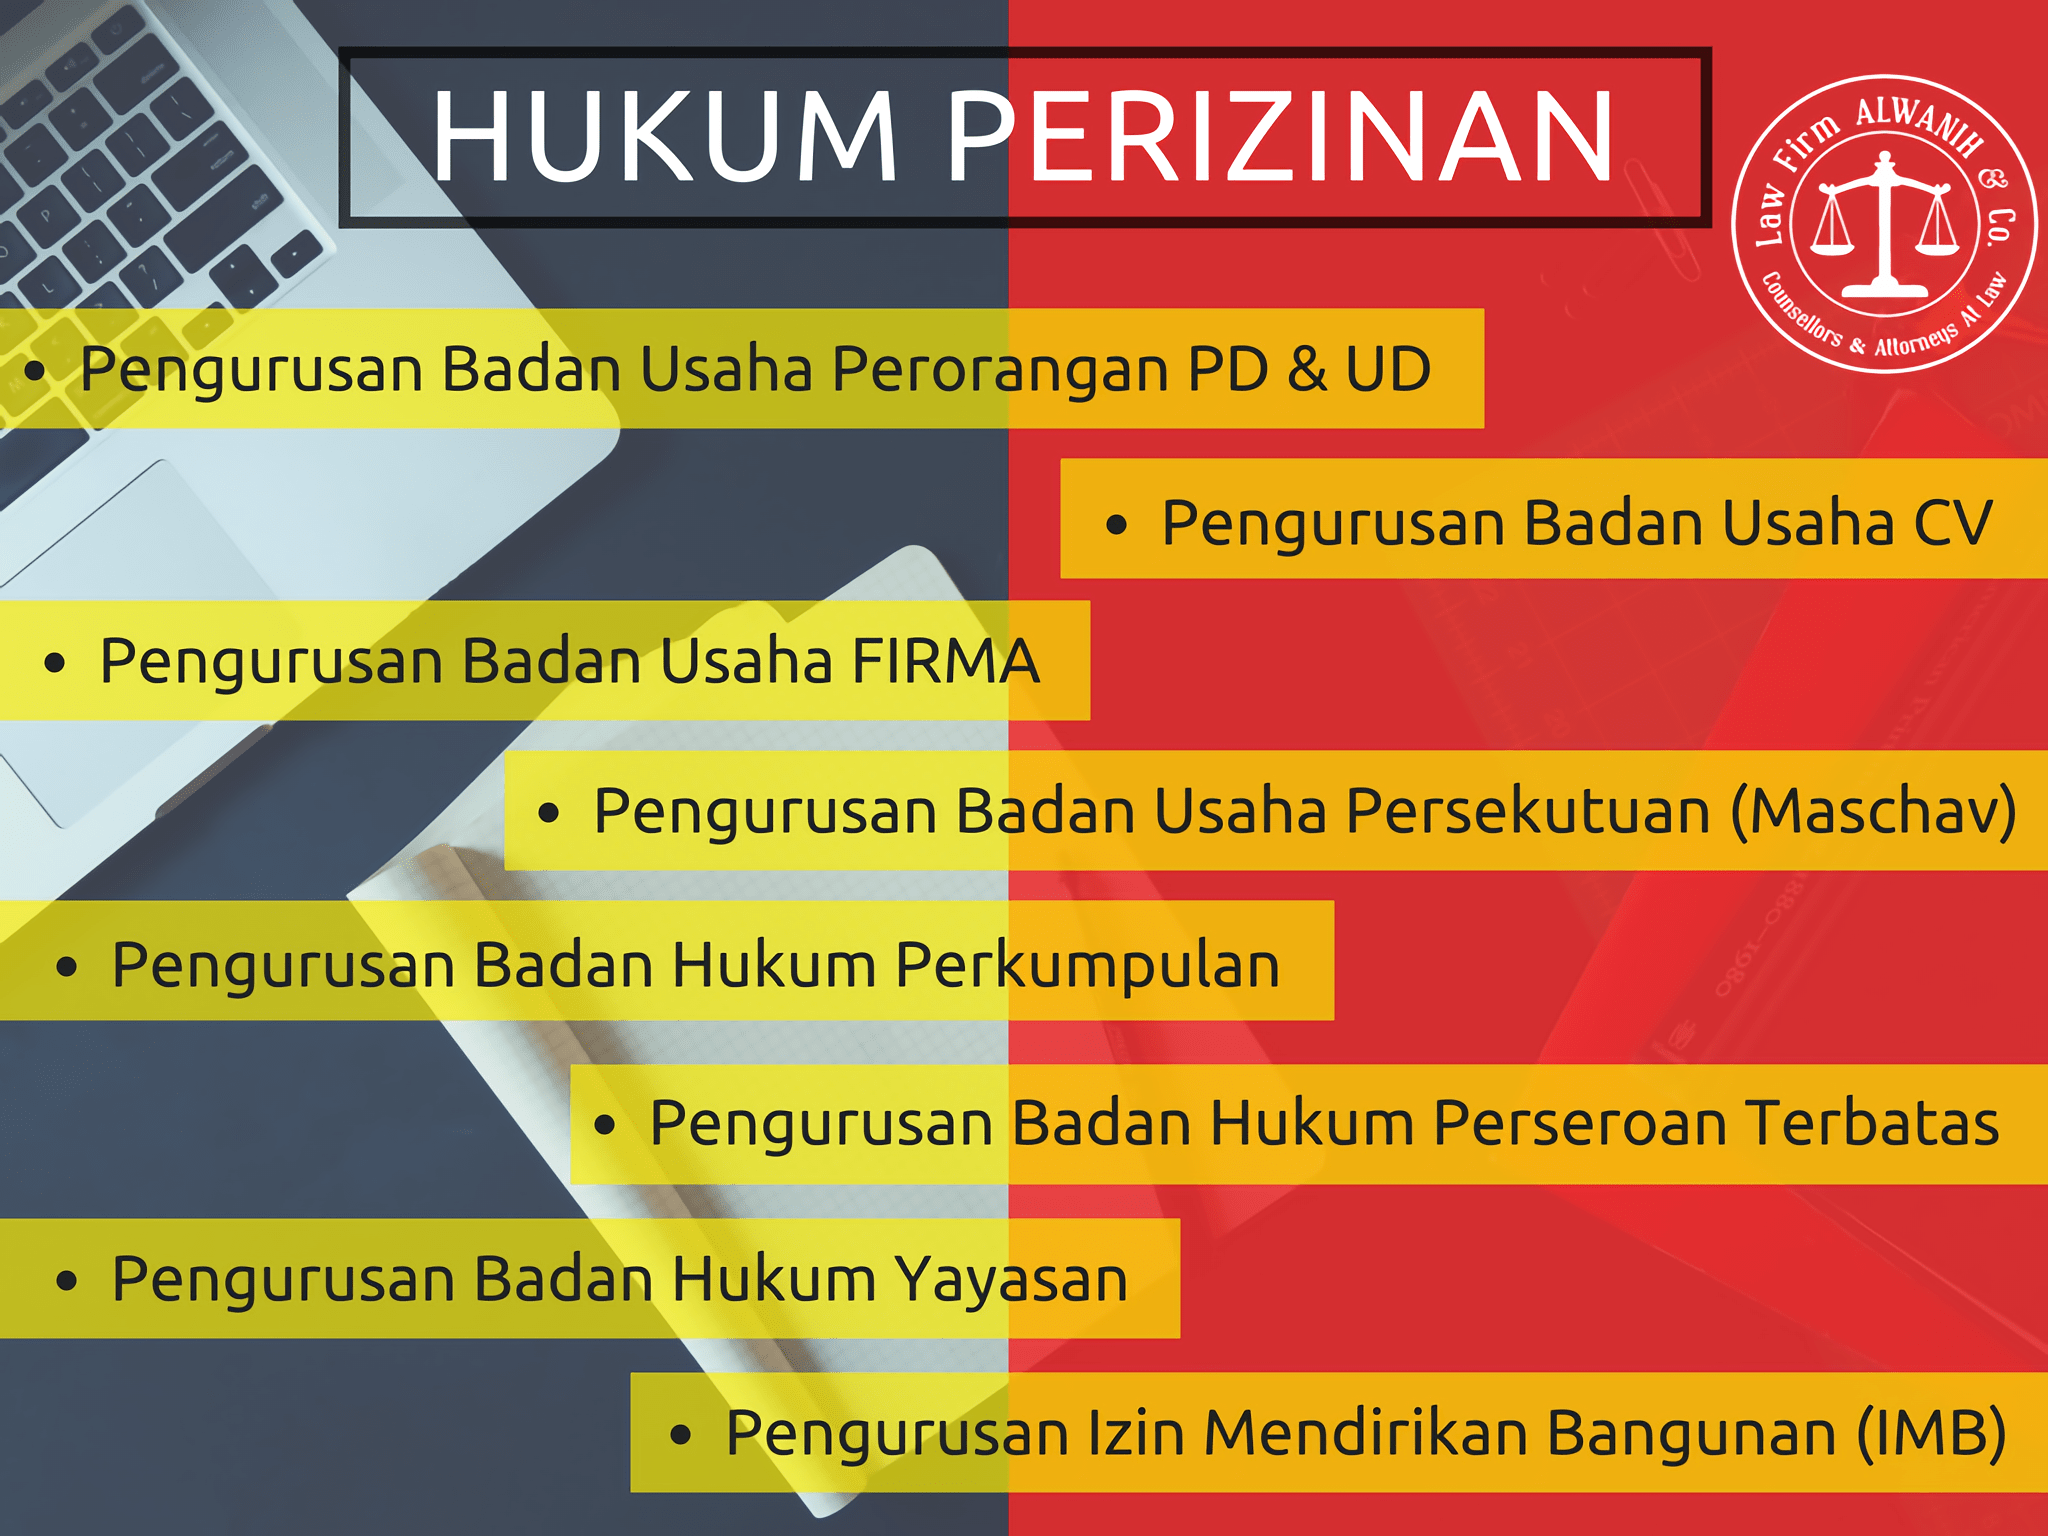 HUKUM PERIZINAN
Law Firm ALWANIH & Co.
Counsellors & Attorneys At Law
• Pengurusan Badan Usaha Perorangan PD & UD
• Pengurusan Badan Usaha CV
• Pengurusan Badan Usaha FIRMA
• Pengurusan Badan Usaha Persekutuan (Maschav)
• Pengurusan Badan Hukum Perkumpulan
• Pengurusan Badan Hukum Perseroan Terbatas
• Pengurusan Badan Hukum Yayasan
• Pengurusan Izin Mendirikan Bangunan (IMB)